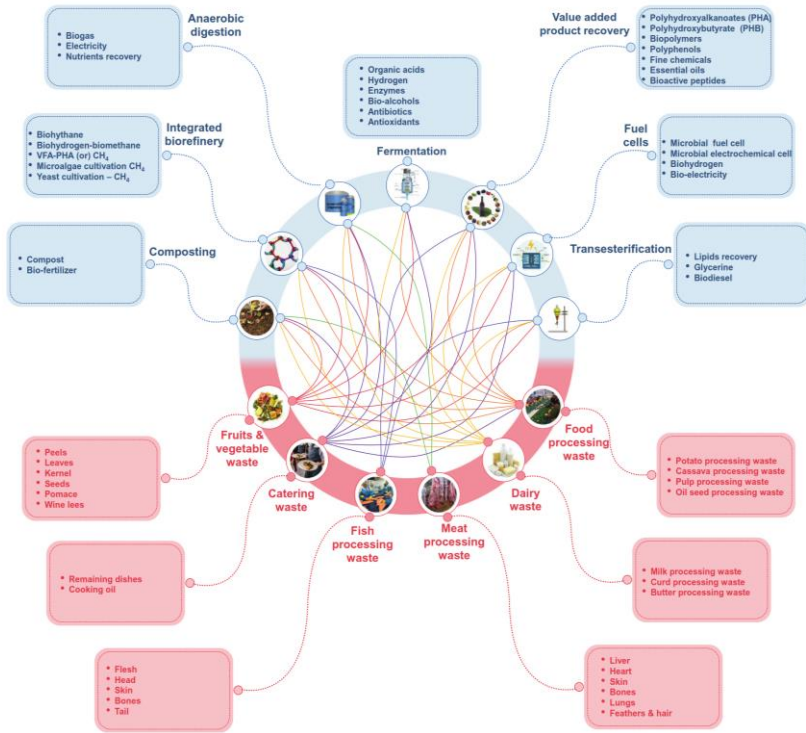 Anaerobic
digestion
Biogas
Electricity
Nutrients recovery
Organic acids
Hydrogen
Enzymes
Bio-alcohols
Antibiotics
Antioxidants
Fermentation
Value added
product recovery
Polyhydroxyalkanoates (PHA)
Polyhydroxybutyrate (PHB)
Biopolymers
Polyphenols
Fine chemicals
Essential oils
Bioactive peptides
Integrated
biorefinery
Biohythane
Biohydrogen-biomethane
VFA-PHA (or) CH₄
Microalgae cultivation CH₄
Yeast cultivation – CH₄
Fuel
cells
Microbial fuel cell
Microbial electrochemical cell
Biohydrogen
Bio-electricity
Composting
Compost
Bio-fertilizer
Transesterification
Lipids recovery
Glycerine
Biodiesel
Fruits &
vegetable
waste
Peels
Leaves
Kernel
Seeds
Pomace
Wine lees
Food
processing
waste
Potato processing waste
Cassava processing waste
Pulp processing waste
Oil seed processing waste
Catering
waste
Remaining dishes
Cooking oil
Dairy
waste
Milk processing waste
Curd processing waste
Butter processing waste
Fish
processing
waste
Flesh
Head
Skin
Bones
Tail
Meat
processing
waste
Liver
Heart
Skin
Bones
Lungs
Feathers & hair